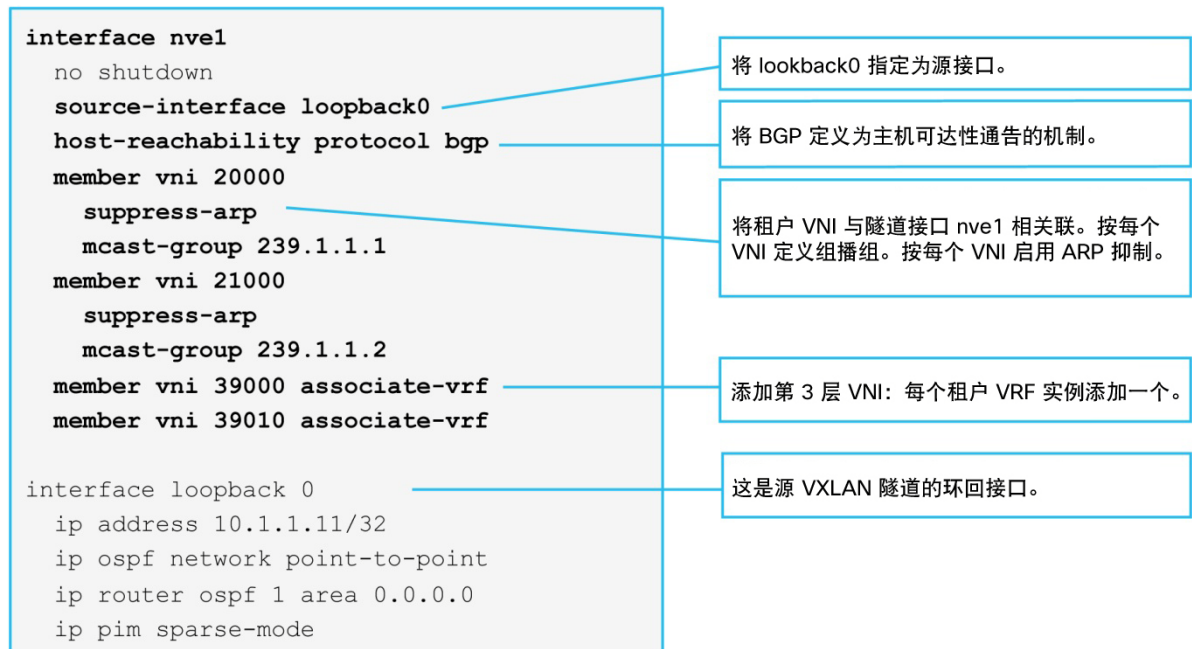 interface nve1
no shutdown
source-interface loopback0
host-reachability protocol bgp
member vni 20000
suppress-arp
mcast-group 239.1.1.1
member vni 21000
suppress-arp
mcast-group 239.1.1.2
member vni 39000 associate-vrf
member vni 39010 associate-vrf
interface loopback 0
ip address 10.1.1.11/32
ip ospf network point-to-point
ip router ospf 1 area 0.0.0.0
ip pim sparse-mode
将 lookback0 指定为源接口。
将 BGP 定义为主机可达性通告的机制。
将租户 VNI 与隧道接口 nve1 相关联。按每个
VNI 定义组播组。按每个 VNI 启用 ARP 抑制。
添加第 3 层 VNI：每个租户 VRF 实例添加一个。
这是源 VXLAN 隧道的环回接口。